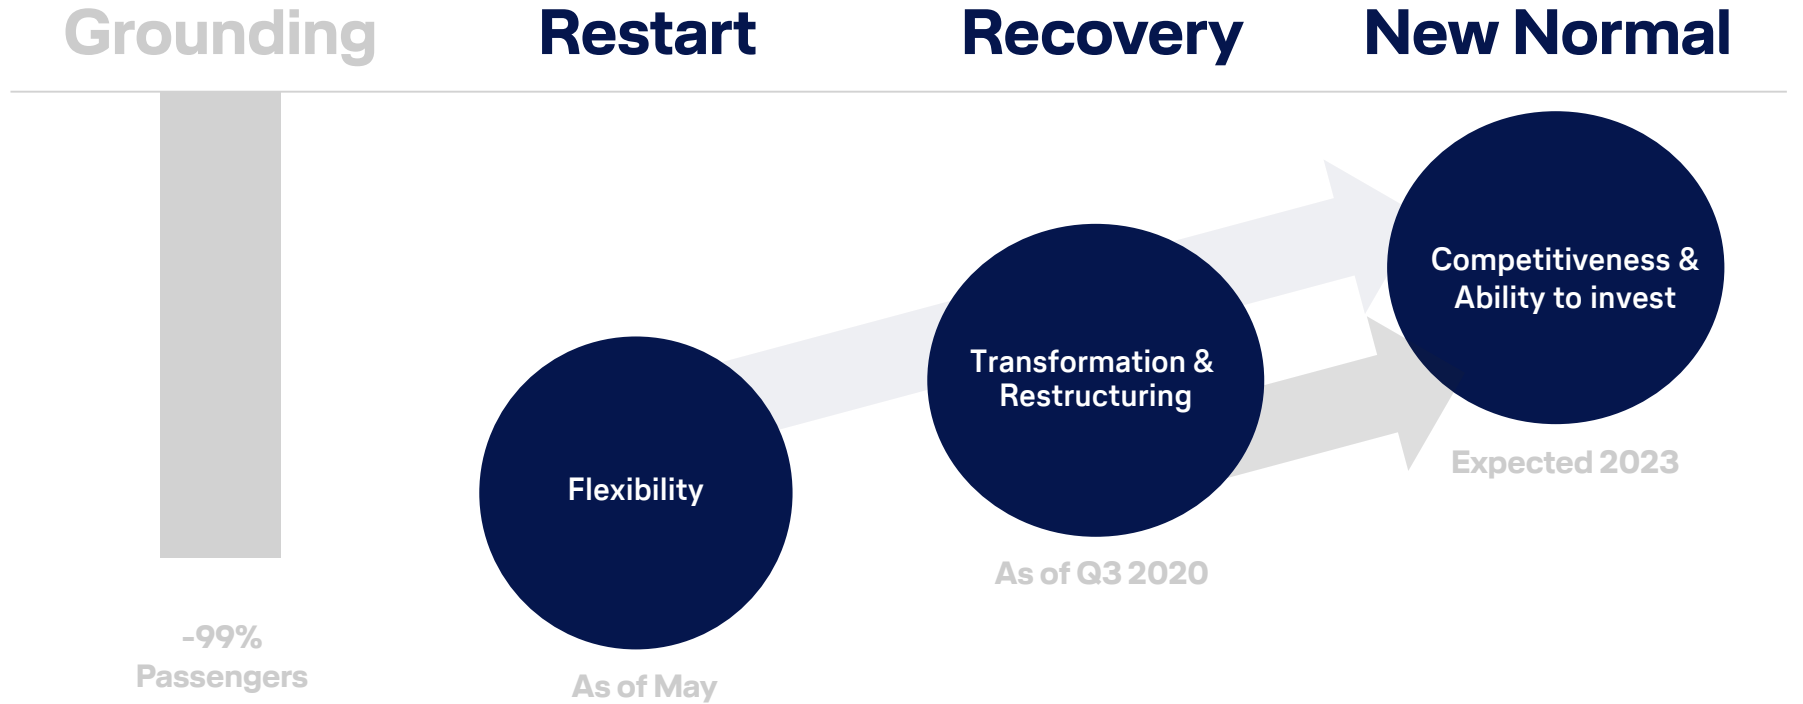 Grounding
Restart
Recovery
New Normal
-99%
Passengers
Flexibility
As of May
Transformation &
Restructuring
As of Q3 2020
Competitiveness &
Ability to invest
Expected 2023